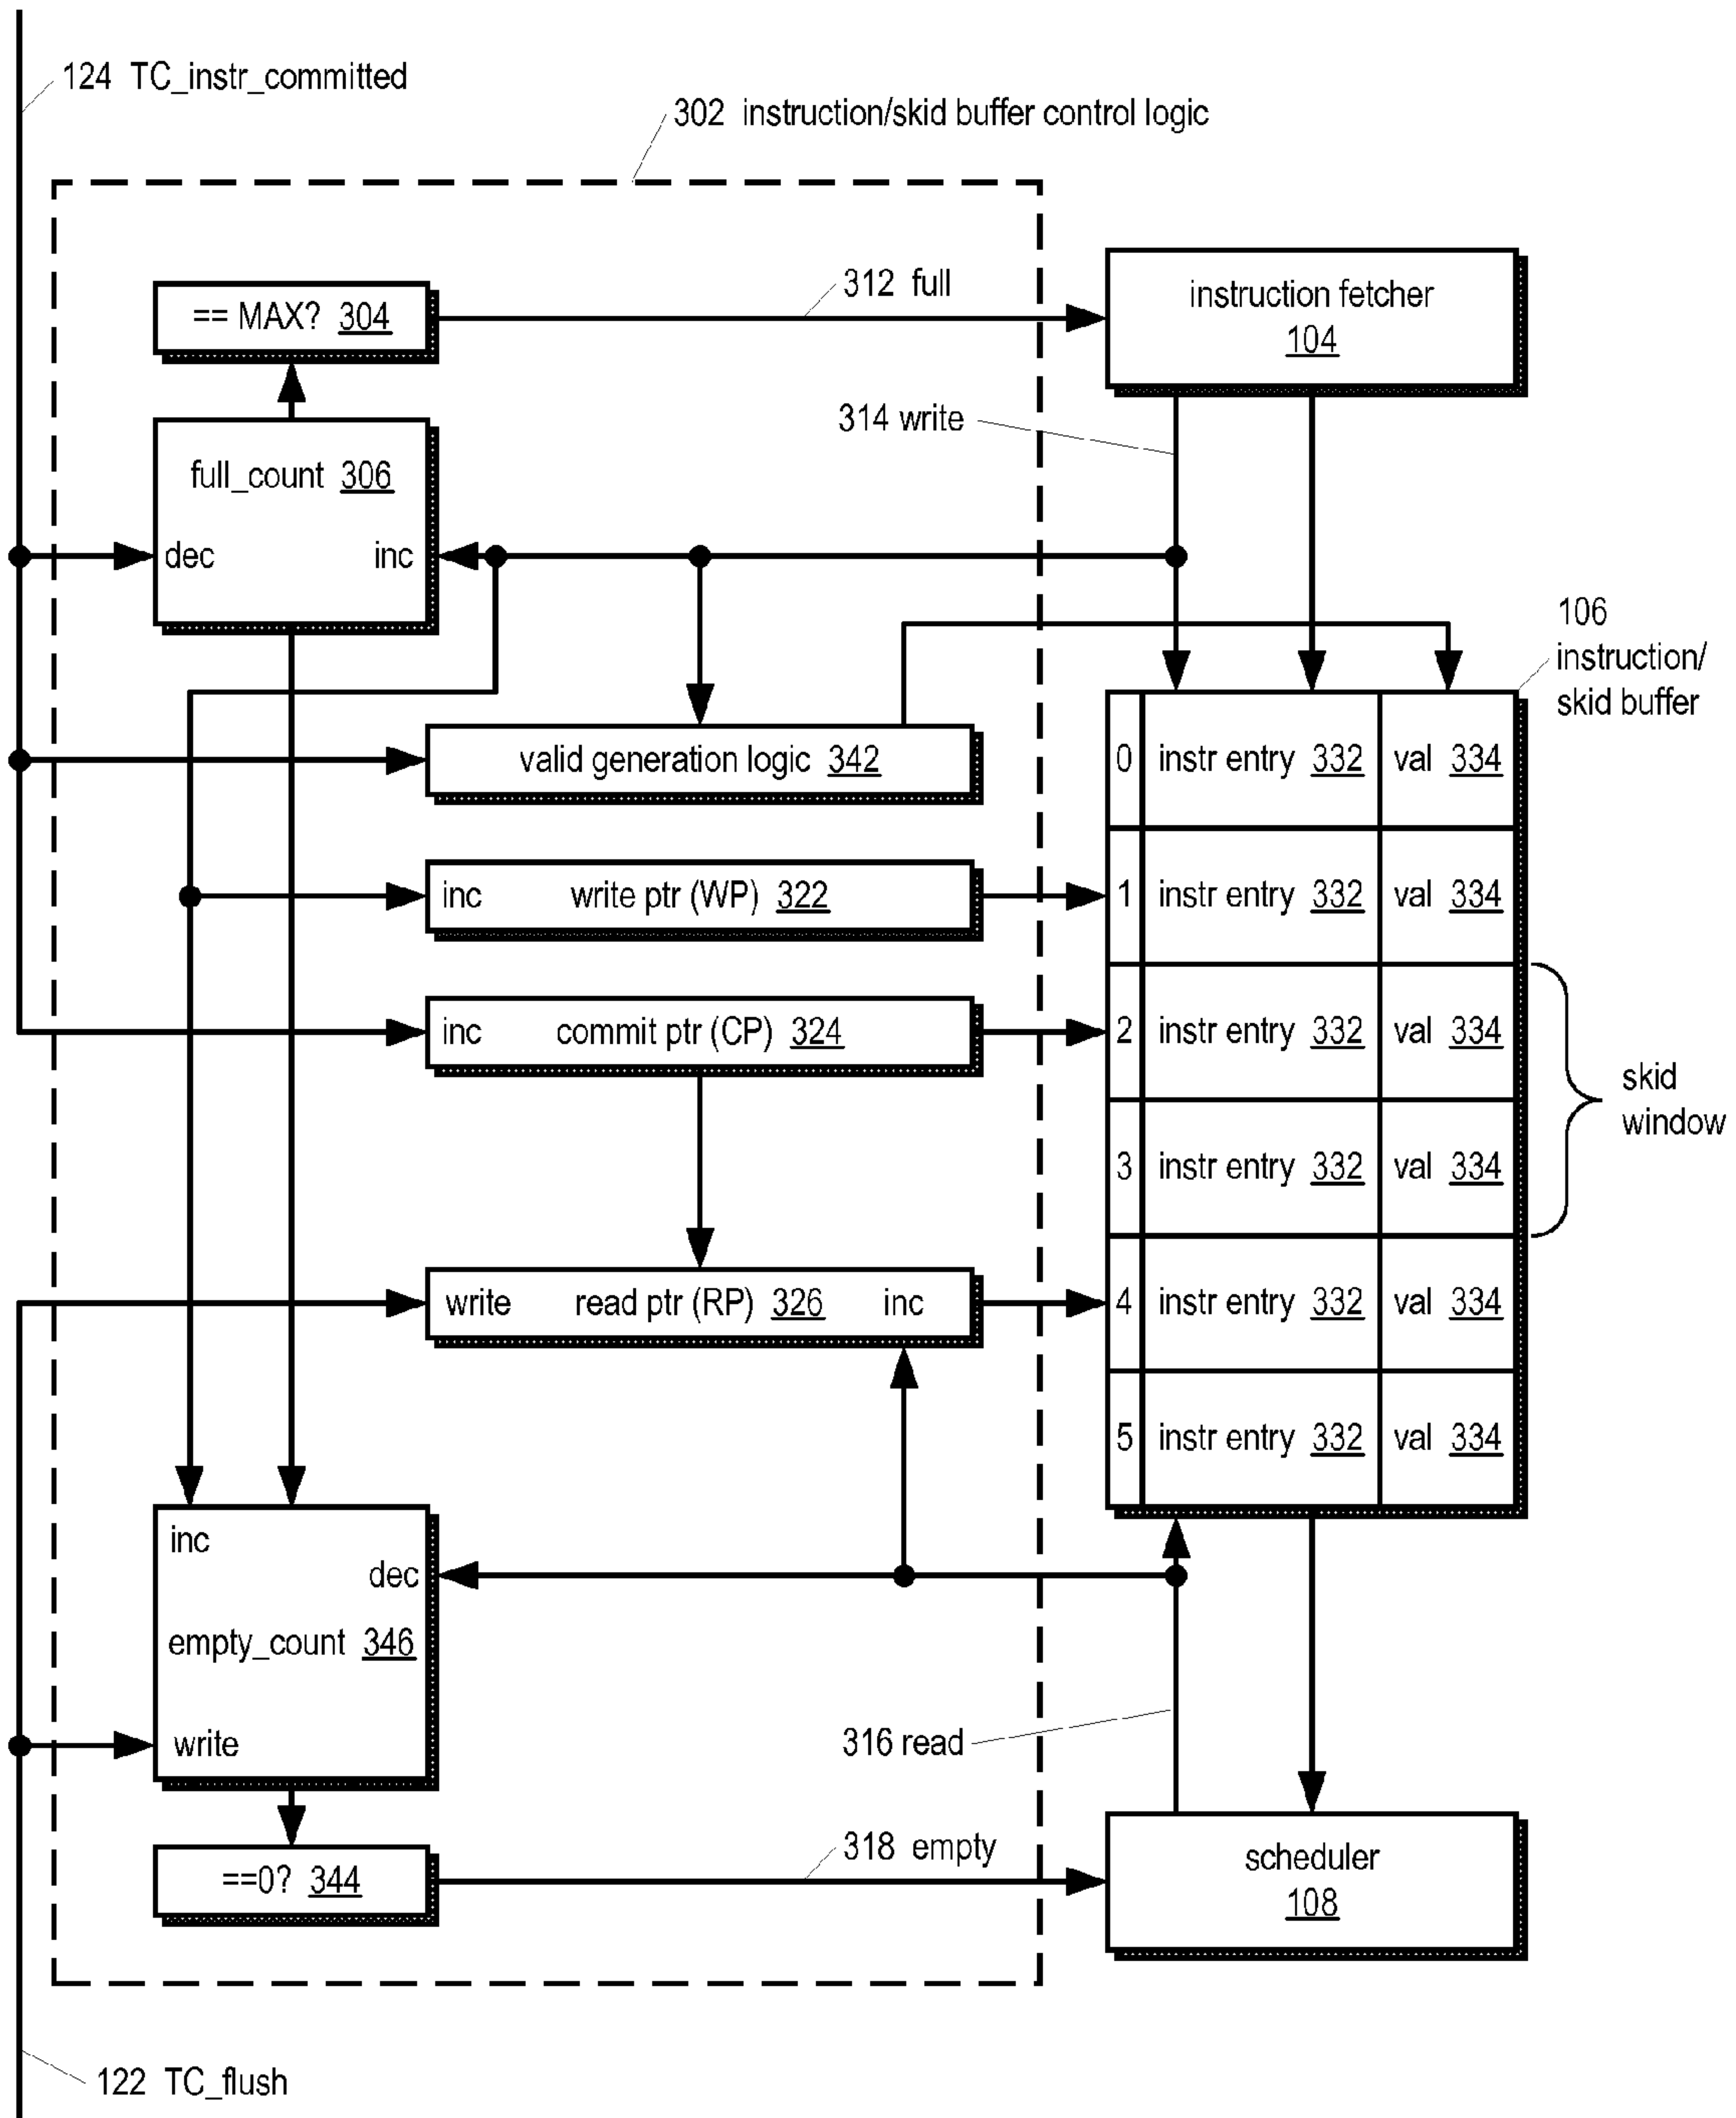 124 TC_instr_committed
302 instruction/skid buffer control logic
== MAX? 304
312 full
instruction fetcher
104
314 write
full_count 306
dec inc
106
instruction/
skid buffer
valid generation logic 342
0 instr entry 332 val 334
inc write ptr (WP) 322
1 instr entry 332 val 334
inc commit ptr (CP) 324
2 instr entry 332 val 334
skid
window
3 instr entry 332 val 334
write read ptr (RP) 326 inc
4 instr entry 332 val 334
5 instr entry 332 val 334
inc
dec
empty_count 346
write
316 read
==0? 344
318 empty
scheduler
108
122 TC_flush